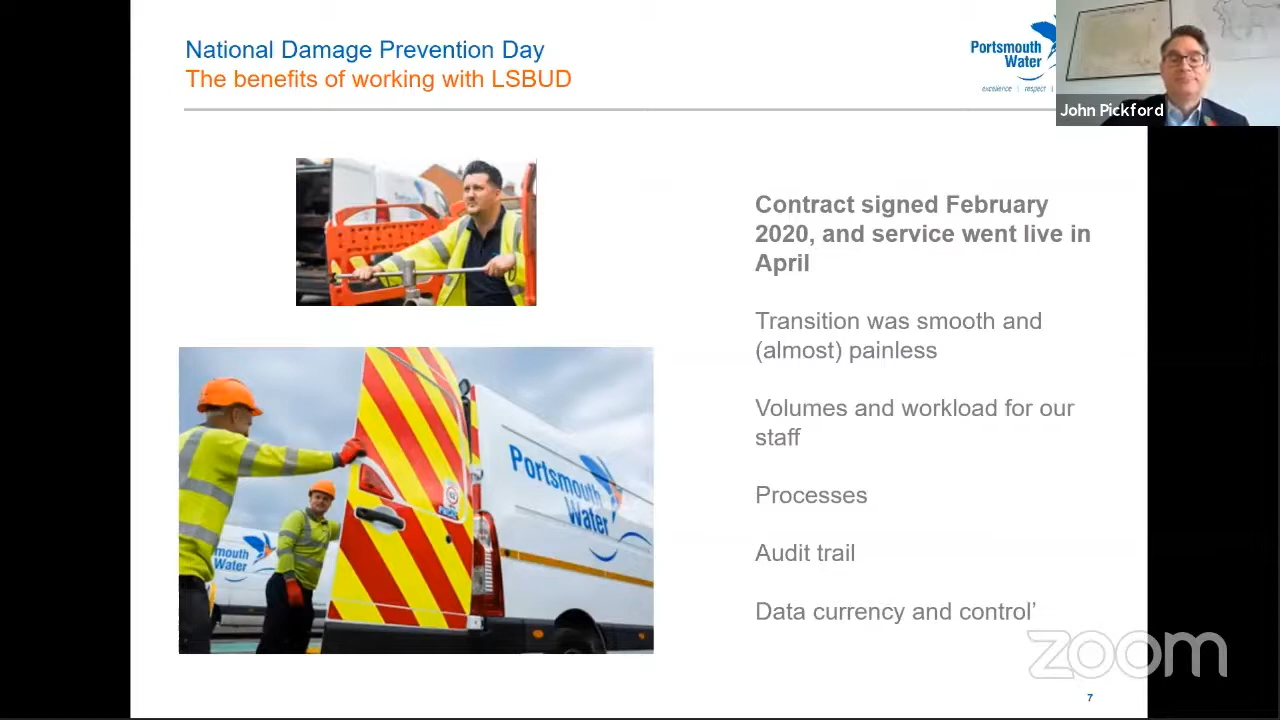 National Damage Prevention Day
The benefits of working with LSBUD
Portsmouth
Water
excellence | respect |
John Pickford
Contract signed February
2020, and service went live in
April
Transition was smooth and
(almost) painless
Volumes and workload for our
staff
Processes
Audit trail
Data currency and control’
Portsmouth
Water
mouth
Water
zoom
7